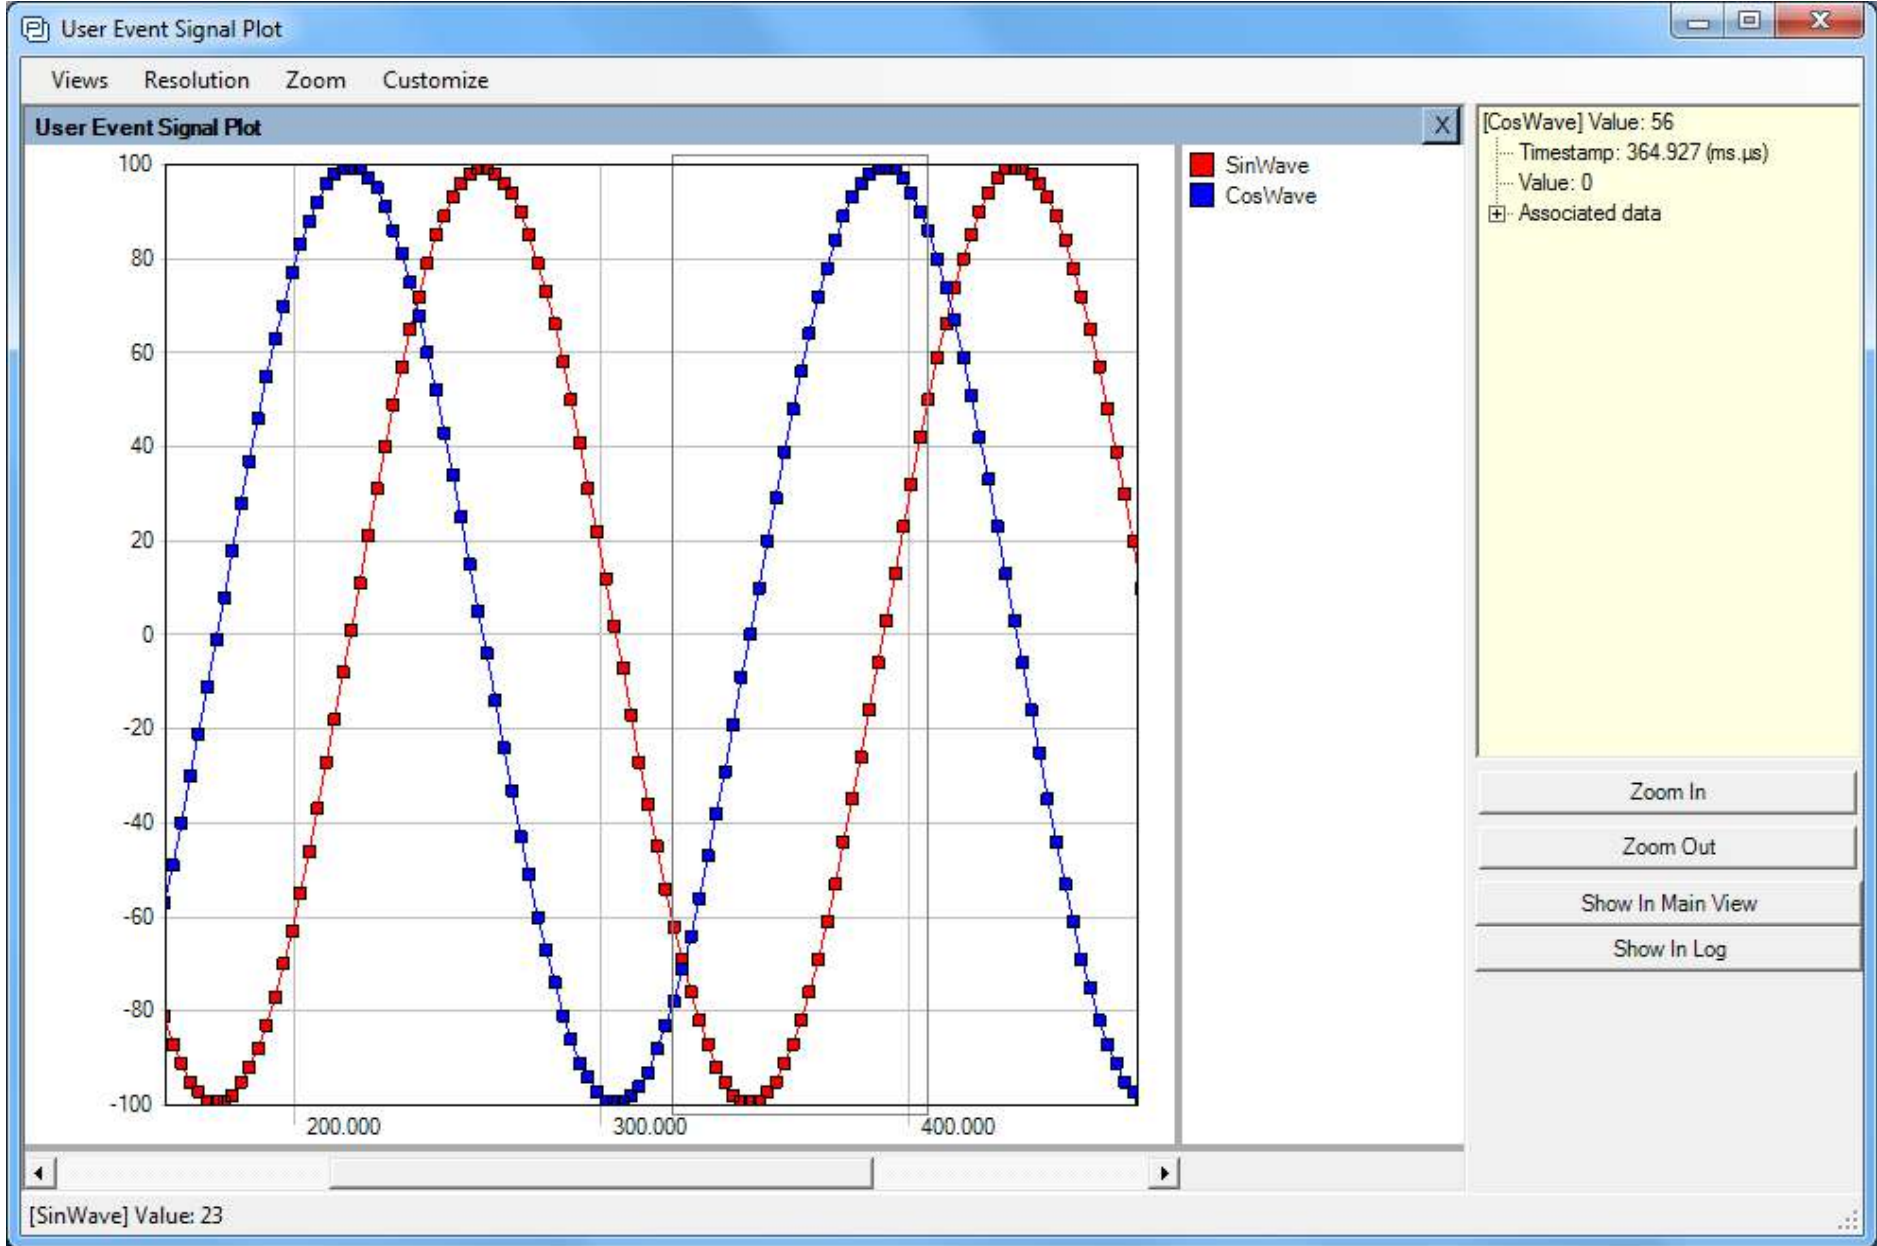 User Event Signal Plot
Views Resolution Zoom Customize
User Event Signal Plot
X
100
80
60
40
20
0
-20
-40
-60
-80
-100
200.000 300.000 400.000
SinWave
CosWave
[CosWave] Value: 56
Timestamp: 364.927 (ms.µs)
Value: 0
Associated data
Zoom In
Zoom Out
Show In Main View
Show In Log
[SinWave] Value: 23